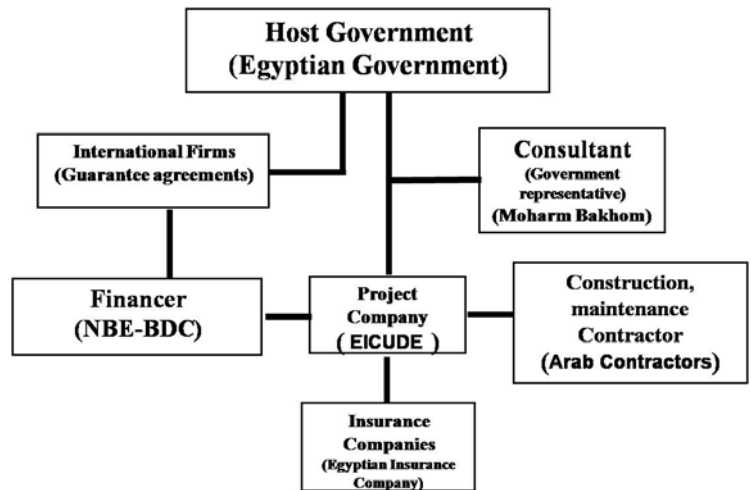 Host Government
(Egyptian Government)
International Firms
(Guarantee agreements)
Consultant
(Government
representative)
(Moharm Bakhom)
Financer
(NBE-BDC)
Project
Company
( EICUDE )
Construction,
maintenance
Contractor
(Arab Contractors)
Insurance
Companies
(Egyptian Insurance
Company)